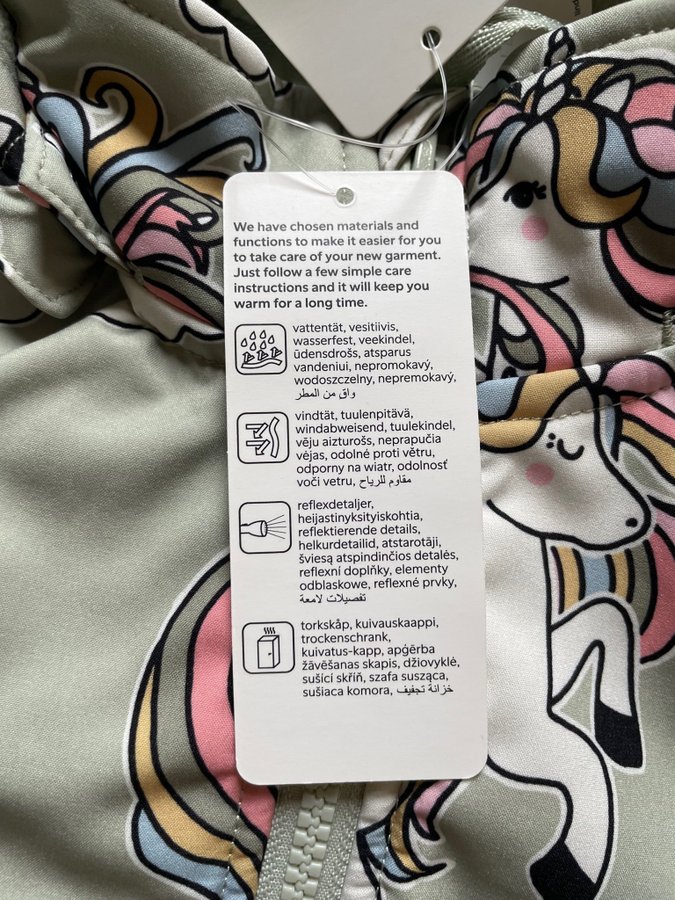 We have chosen materials and
functions to make it easier for you
to take care of your new garment.
Just follow a few simple care
instructions and it will keep you
warm for a long time.
vattentät, vesitiivis,
wasserfest, veekindel,
ūdensdrošs, atsparus
vandeniui, nepromokavý,
wodoszczelny, nepremokavý,
واق من المطر
vindtät, tuulenpitävä,
windabweisend, tuulekindel,
vēju aizturošs, neprapučia
vėjas, odolné proti větru,
odporny na wiatr, odolnosť
voči vetru, مقاوم للرياح
reflexdetaljer,
heijastinyksityiskohtia,
reflektierende details,
helkurdetailid, atstarotāji,
šviesą atspindinčios detalės,
reflexní doplňky, elementy
odblaskowe, reflexné prvky,
تفصيلات لامعة
torkskåp, kuivauskaappi,
trockenschrank,
kuivatus-kapp, apģērba
žāvēšanas skapis, džiovyklė,
sušící skříň, szafa susząca,
sušiaca komora, خزانة تجفيف